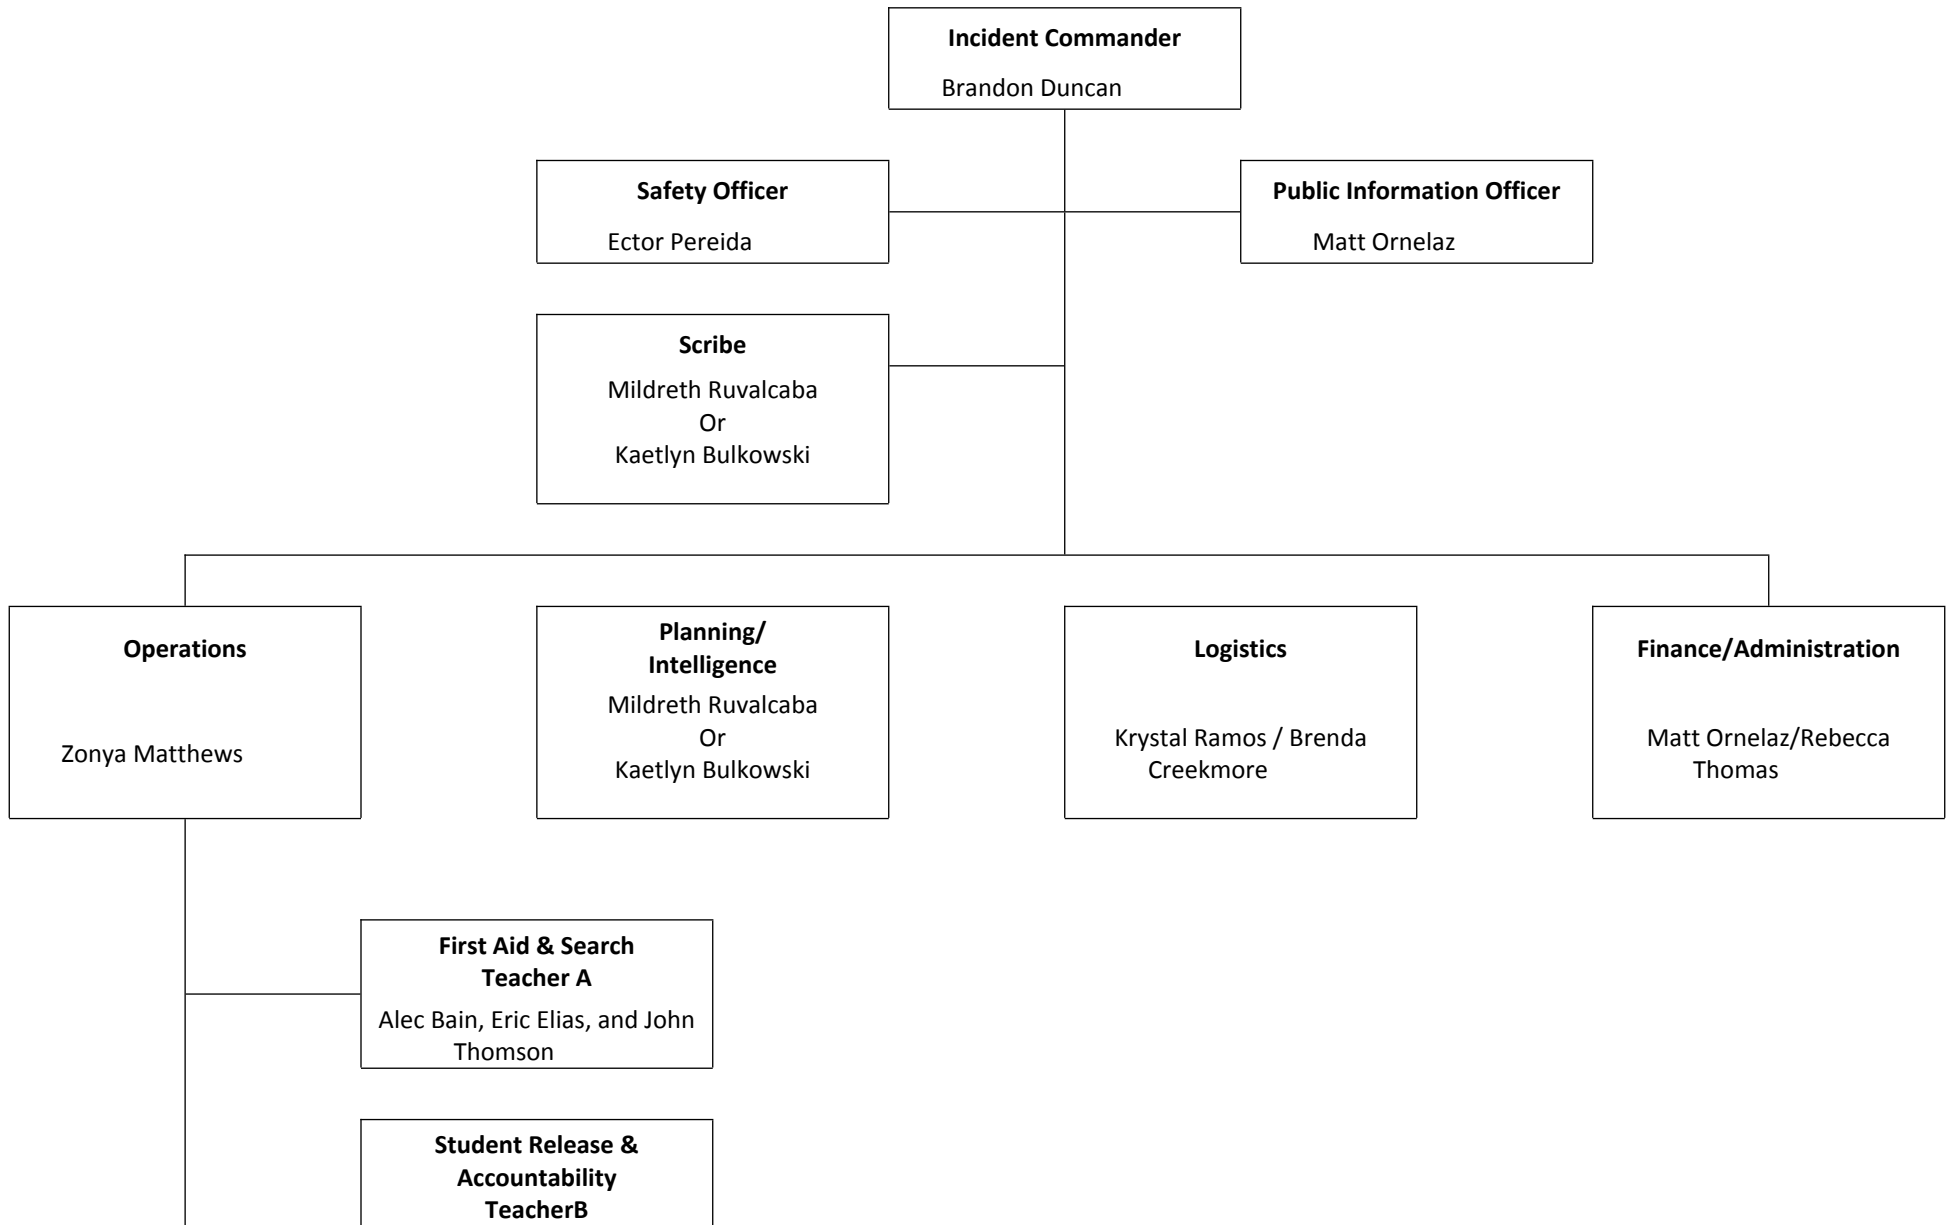 Incident Commander
Brandon Duncan
Safety Officer
Ector Pereida
Public Information Officer
Matt Ornelaz
Scribe
Mildreth Ruvalcaba
Or
Kaetlyn Bulkowski
Operations
Zonya Matthews
Planning/
Intelligence
Mildreth Ruvalcaba
Or
Kaetlyn Bulkowski
Logistics
Krystal Ramos / Brenda
Creekmore
Finance/Administration
Matt Ornelaz/Rebecca
Thomas
First Aid & Search
Teacher A
Alec Bain, Eric Elias, and John
Thomson
Student Release &
Accountability
TeacherB